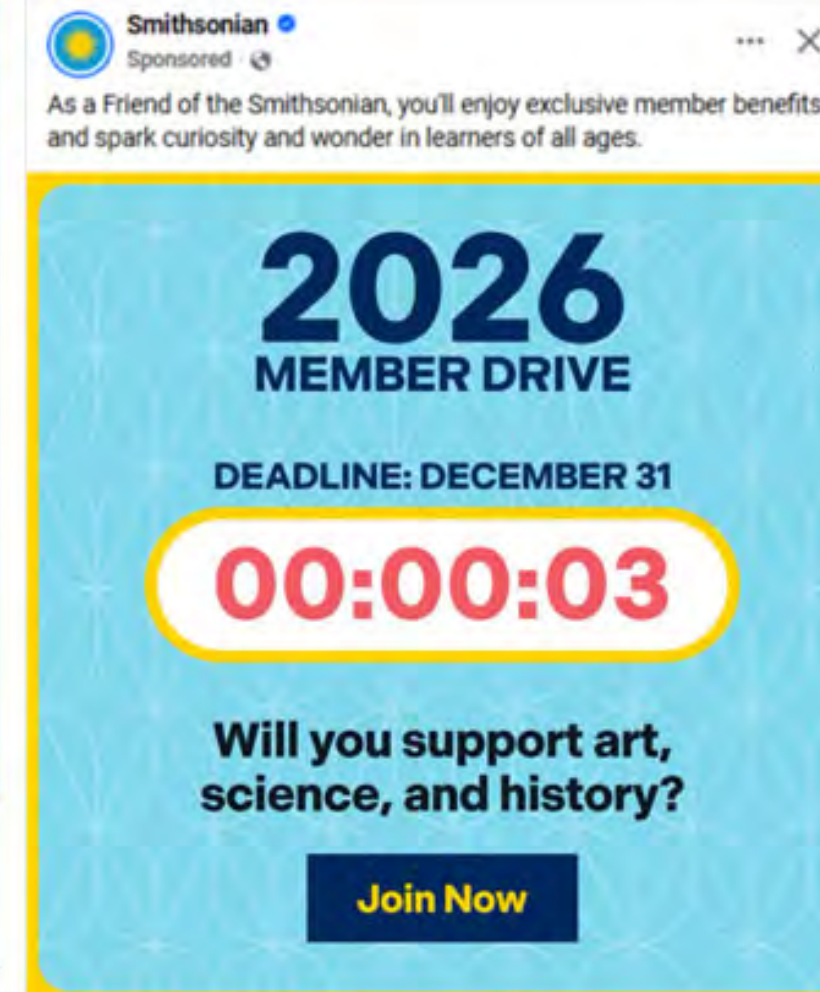 Smithsonian
Sponsored
As a Friend of the Smithsonian, you'll enjoy exclusive member benefits
and spark curiosity and wonder in learners of all ages.
2026
MEMBER DRIVE
DEADLINE: DECEMBER 31
00:00:03
Will you support art,
science, and history?
Join Now